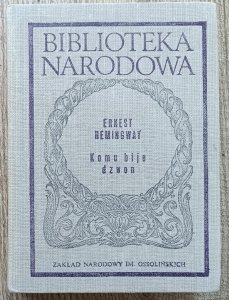 BIBLIOTEKA
NARODOWA
ERNEST
HEMINGWAY
Komu bije
dzwon
ZAKŁAD NARODOWY IM. OSSOLIŃSKICH